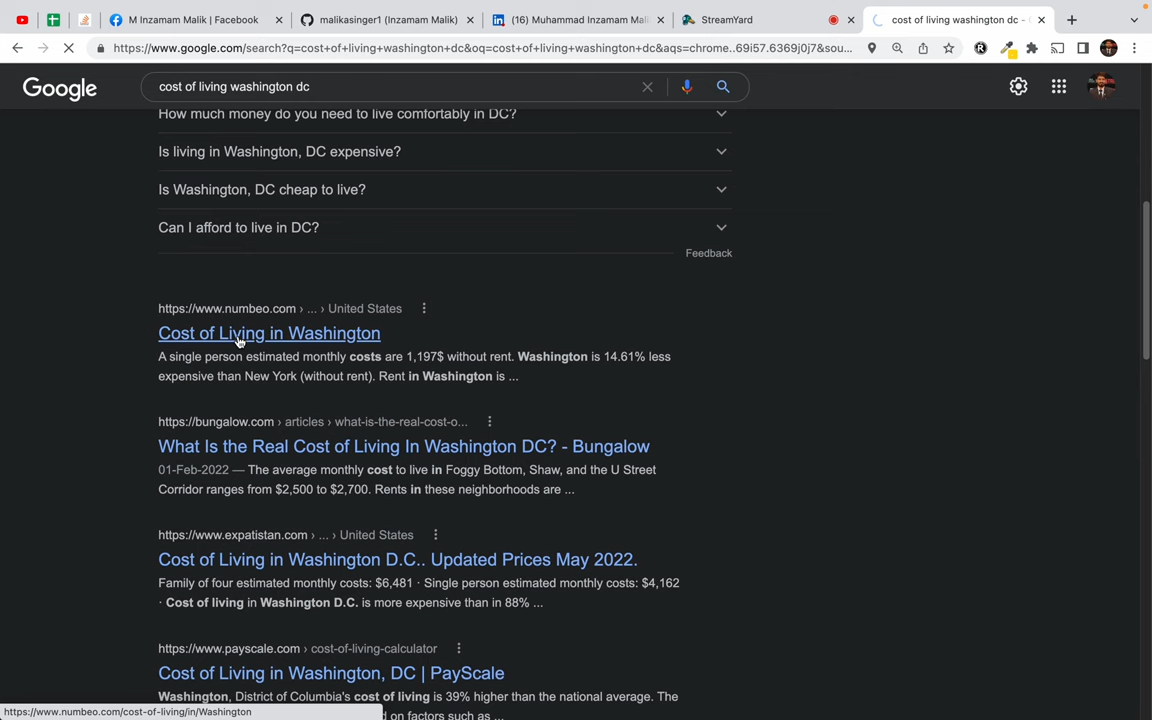 M Inzamam Malik | Facebook
malikasinger1 (Inzamam Malik)
(16) Muhammad Inzamam Mali
StreamYard
cost of living washington dc -
https://www.google.com/search?q=cost+of+living+washington+dc&oq=cost+of+living+washington+dc&aqs=chrome..69i57.6369j0j7&sou...
Google
cost of living washington dc
How much money do you need to live comfortably in DC?
Is living in Washington, DC expensive?
Is Washington, DC cheap to live?
Can I afford to live in DC?
Feedback
https://www.numbeo.com › ... › United States
Cost of Living in Washington
A single person estimated monthly costs are 1,197$ without rent. Washington is 14.61% less
expensive than New York (without rent). Rent in Washington is ...
https://bungalow.com › articles › what-is-the-real-cost-o...
What Is the Real Cost of Living In Washington DC? - Bungalow
01-Feb-2022 — The average monthly cost to live in Foggy Bottom, Shaw, and the U Street
Corridor ranges from $2,500 to $2,700. Rents in these neighborhoods are ...
https://www.expatistan.com › ... › United States
Cost of Living in Washington D.C.. Updated Prices May 2022.
Family of four estimated monthly costs: $6,481 · Single person estimated monthly costs: $4,162
· Cost of living in Washington D.C. is more expensive than in 88% ...
https://www.payscale.com › cost-of-living-calculator
Cost of Living in Washington, DC | PayScale
Washington, District of Columbia's cost of living is 39% higher than the national average. The
d on factors such as ...
https://www.numbeo.com/cost-of-living/in/Washington